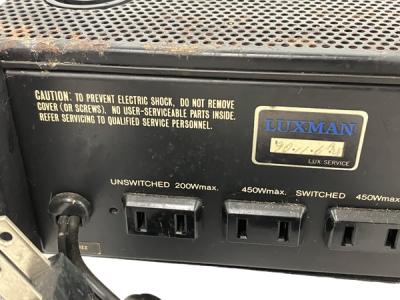 CAUTION: TO PREVENT ELECTRIC SHOCK, DO NOT REMOVE
COVER (OR SCREWS). NO USER-SERVICEABLE PARTS INSIDE.
REFER SERVICING TO QUALIFIED SERVICE PERSONNEL.
LUXMAN
LUX SERVICE
UNSWITCHED 200Wmax. 450Wmax. SWITCHED 450Wmax.